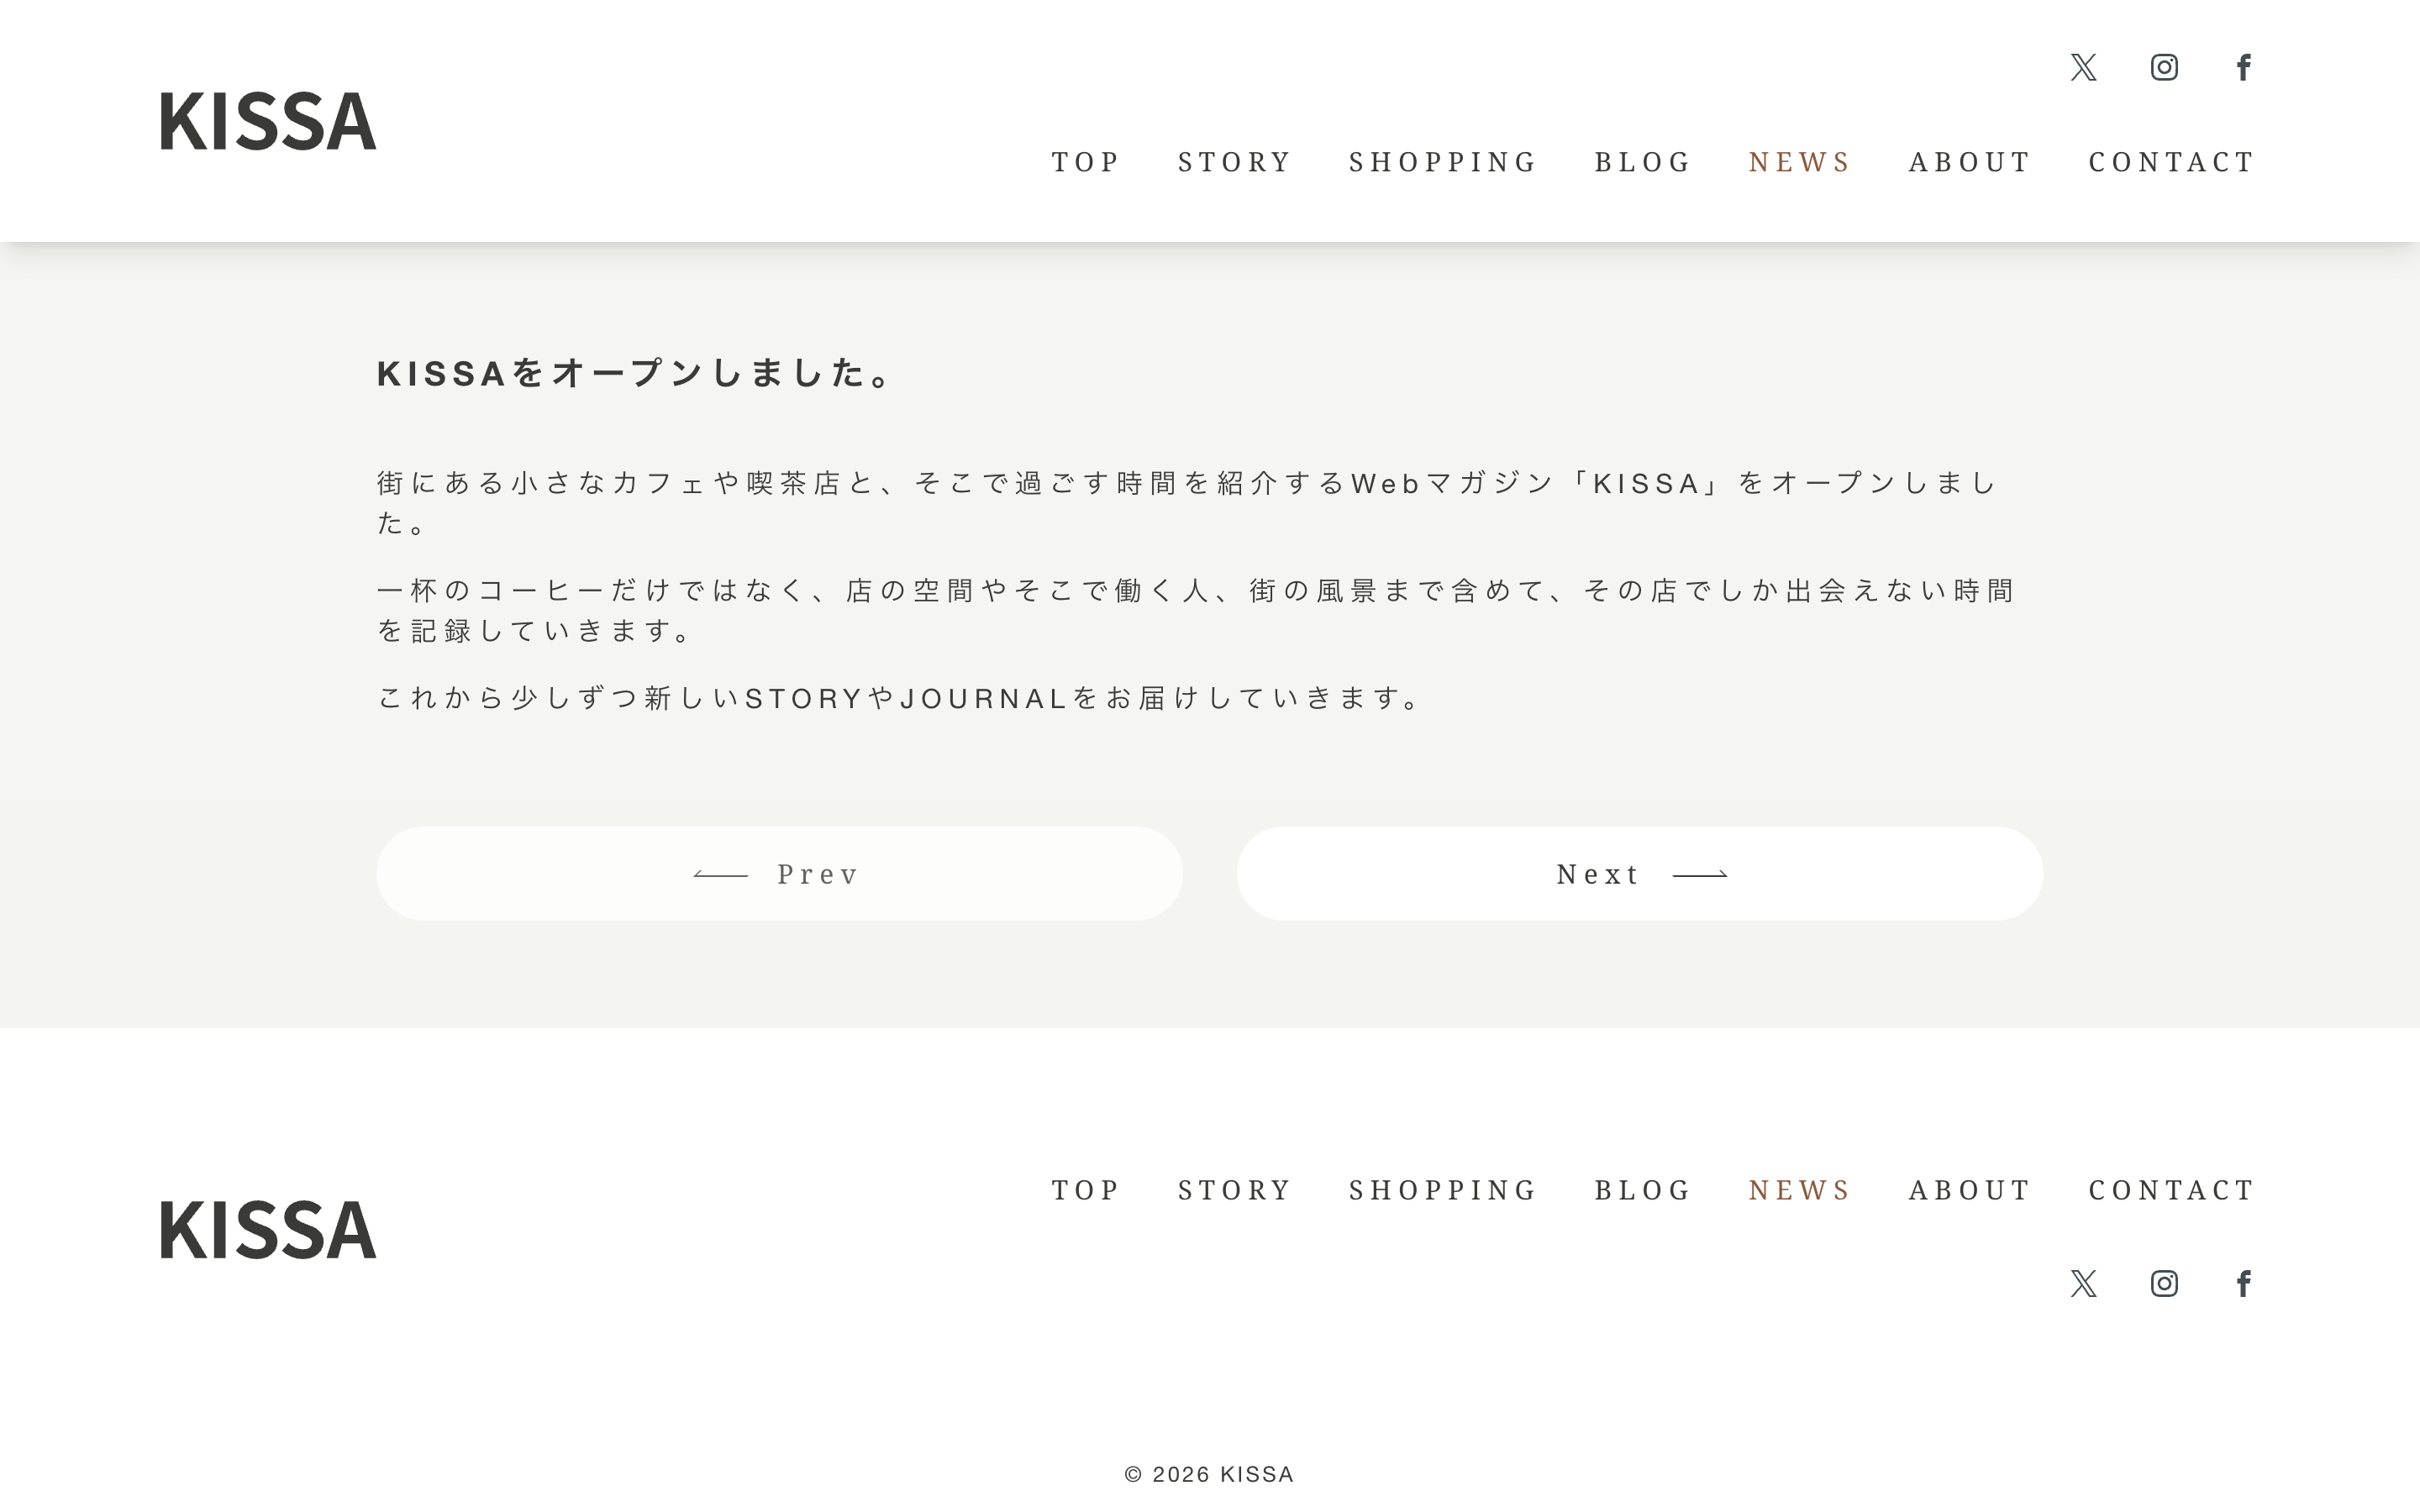 KISSA
TOP STORY SHOPPING BLOG NEWS ABOUT CONTACT
KISSAをオープンしました。
街にある小さなカフェや喫茶店と、そこで過ごす時間を紹介するWebマガジン「KISSA」をオープンしまし
た。
一杯のコーヒーだけではなく、店の空間やそこで働く人、街の風景まで含めて、その店でしか出会えない時間
を記録していきます。
これから少しずつ新しいSTORYやJOURNALをお届けしていきます。
Prev
Next
KISSA
TOP STORY SHOPPING BLOG NEWS ABOUT CONTACT
© 2026 KISSA